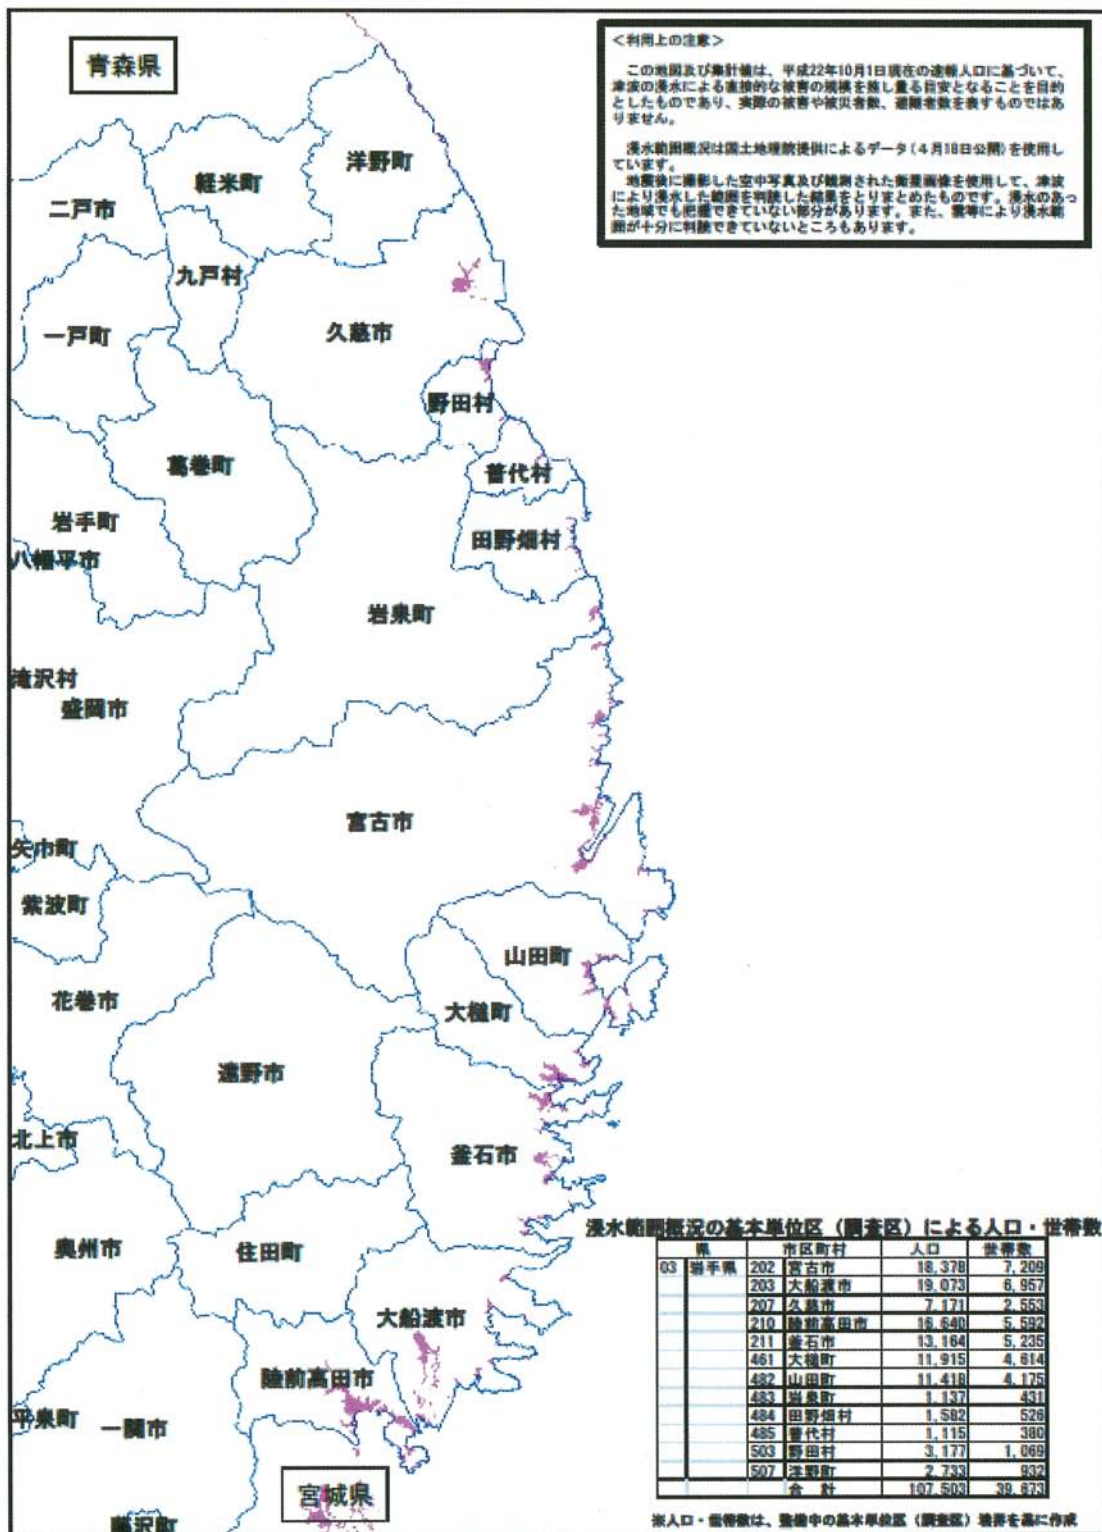 青森県
＜利用上の注意＞
この地図及び集計値は、平成22年10月1日現在の速報人口に基づいて、
津波の浸水による直接的な被害の規模を推し量る目安となることを目的
としたものであり、実際の被害や被災者数、避難者数を表すものではあ
りません。
浸水範囲概況は国土地理院提供によるデータ（４月18日公開）を使用し
ています。
地震後に撮影した空中写真及び観測された衛星画像を使用して、津波
により浸水した範囲を判読した結果をとりまとめたものです。浸水のあっ
た地域でも把握できていない部分があります。また、雲等により浸水範
囲が十分に判読できていないところもあります。
洋野町
軽米町
二戸市
九戸村
一戸町
久慈市
野田村
葛巻町
普代村
岩手町
田野畑村
八幡平市
岩泉町
滝沢村
盛岡市
宮古市
矢巾町
紫波町
山田町
花巻市
大槌町
遠野市
北上市
釜石市
奥州市
住田町
大船渡市
陸前高田市
平泉町
一関市
宮城県
藤沢町
浸水範囲概況の基本単位区（調査区）による人口・世帯数
県 市区町村 人口 世帯数
03 岩手県 202 宮古市 18,378 7,209
203 大船渡市 19,073 6,957
207 久慈市 7,171 2,553
210 陸前高田市 16,640 5,592
211 釜石市 13,164 5,235
461 大槌町 11,915 4,614
482 山田町 11,418 4,175
483 岩泉町 1,137 431
484 田野畑村 1,582 526
485 普代村 1,115 380
503 野田村 3,177 1,069
507 洋野町 2,733 932
合 計 107,503 39,673
※人口・世帯数は、整備中の基本単位区（調査区）境界を基に作成